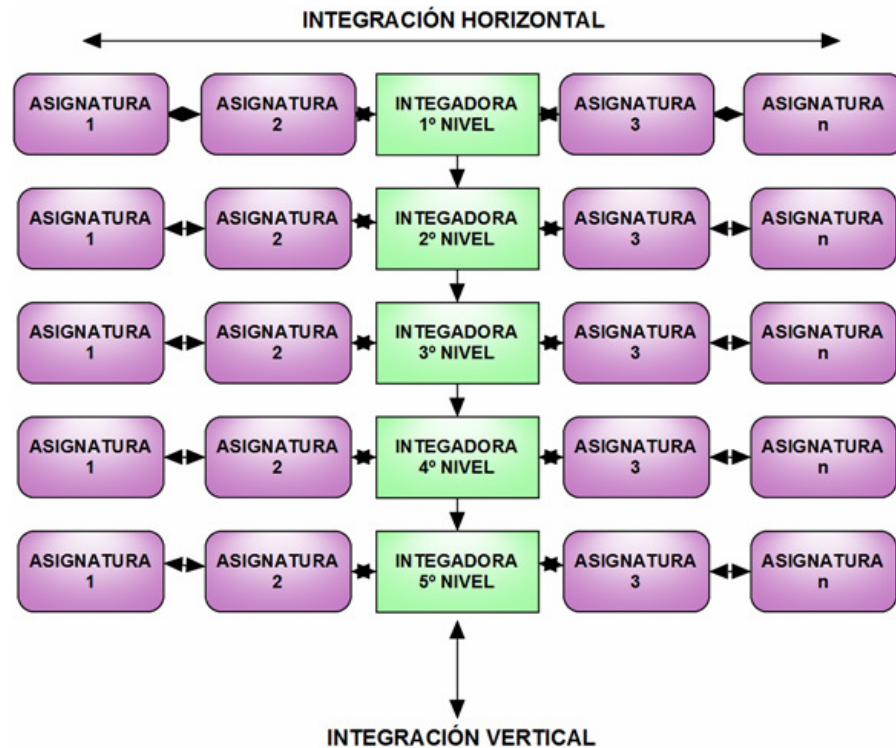 INTEGRACIÓN HORIZONTAL
ASIGNATURA
1
ASIGNATURA
2
INTEGADORA
1º NIVEL
ASIGNATURA
3
ASIGNATURA
n
ASIGNATURA
1
ASIGNATURA
2
INTEGADORA
2º NIVEL
ASIGNATURA
3
ASIGNATURA
n
ASIGNATURA
1
ASIGNATURA
2
INTEGADORA
3º NIVEL
ASIGNATURA
3
ASIGNATURA
n
ASIGNATURA
1
ASIGNATURA
2
INTEGADORA
4º NIVEL
ASIGNATURA
3
ASIGNATURA
n
ASIGNATURA
1
ASIGNATURA
2
INTEGADORA
5º NIVEL
ASIGNATURA
3
ASIGNATURA
n
INTEGRACIÓN VERTICAL